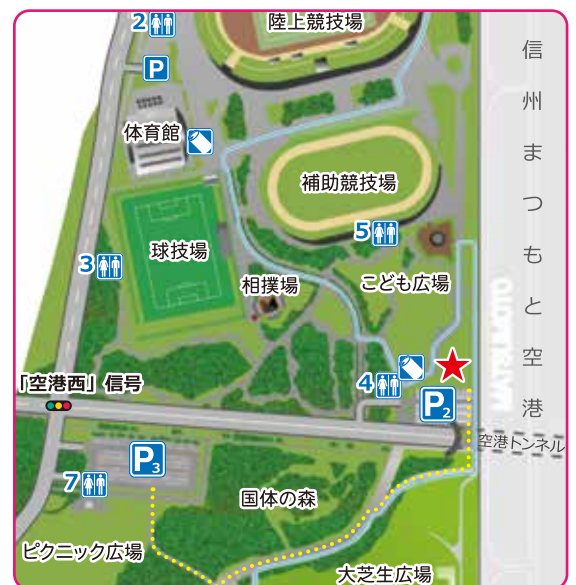 陸上競技場
2
P
体育館
補助競技場
5
3
球技場
相撲場
こども広場
信州まつもと空港
MATSUMOTO
「空港西」信号
4
P2
空港トンネル
P3
7
国体の森
ピクニック広場
大芝生広場